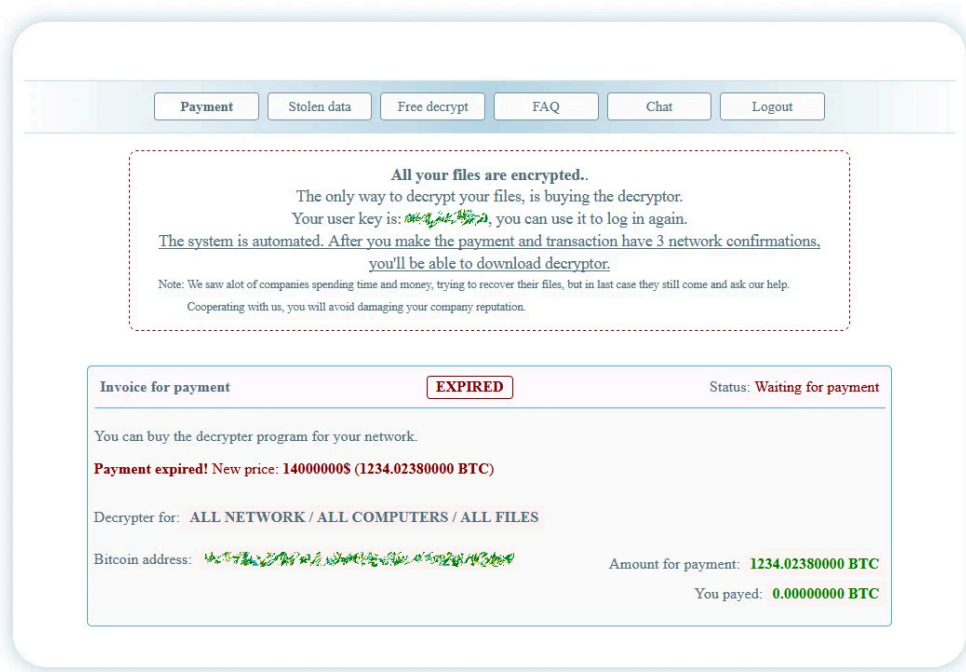 Payment
Stolen data
Free decrypt
FAQ
Chat
Logout
All your files are encrypted..
The only way to decrypt your files, is buying the decryptor.
Your user key is: , you can use it to log in again.
The system is automated. After you make the payment and transaction have 3 network confirmations,
you'll be able to download decryptor.
Note: We saw alot of companies spending time and money, trying to recover their files, but in last case they still come and ask our help.
Cooperating with us, you will avoid damaging your company reputation.
Invoice for payment
EXPIRED
Status: Waiting for payment
You can buy the decrypter program for your network.
Payment expired! New price: 14000000$ (1234.02380000 BTC)
Decrypter for: ALL NETWORK / ALL COMPUTERS / ALL FILES
Bitcoin address:
Amount for payment: 1234.02380000 BTC
You payed: 0.00000000 BTC